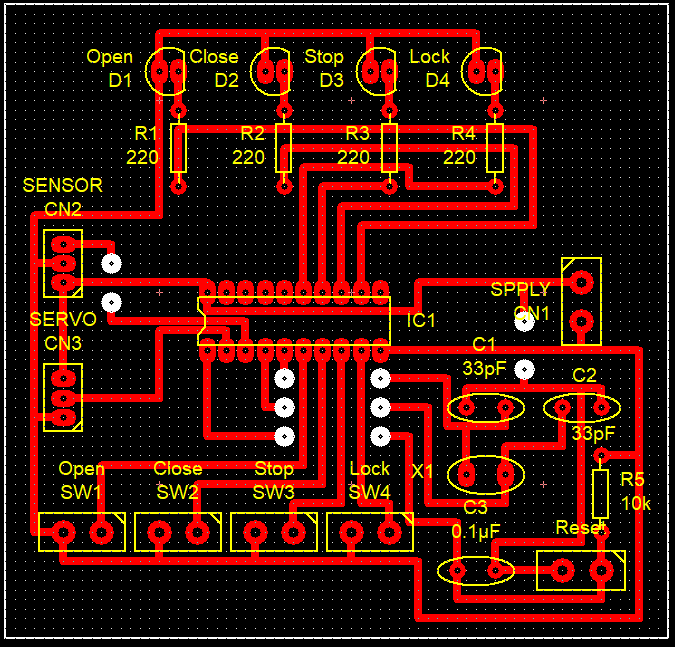 Open Close Stop Lock
D1 D2 D3 D4
R1 R2 R3 R4
220 220 220 220
SENSOR
CN2
SPPLY
CN1
SERVO
CN3
IC1
C1
33pF
C2
33pF
Open Close Stop Lock
SW1 SW2 SW3 SW4
X1
R5
10k
C3
0.1µF
Reset